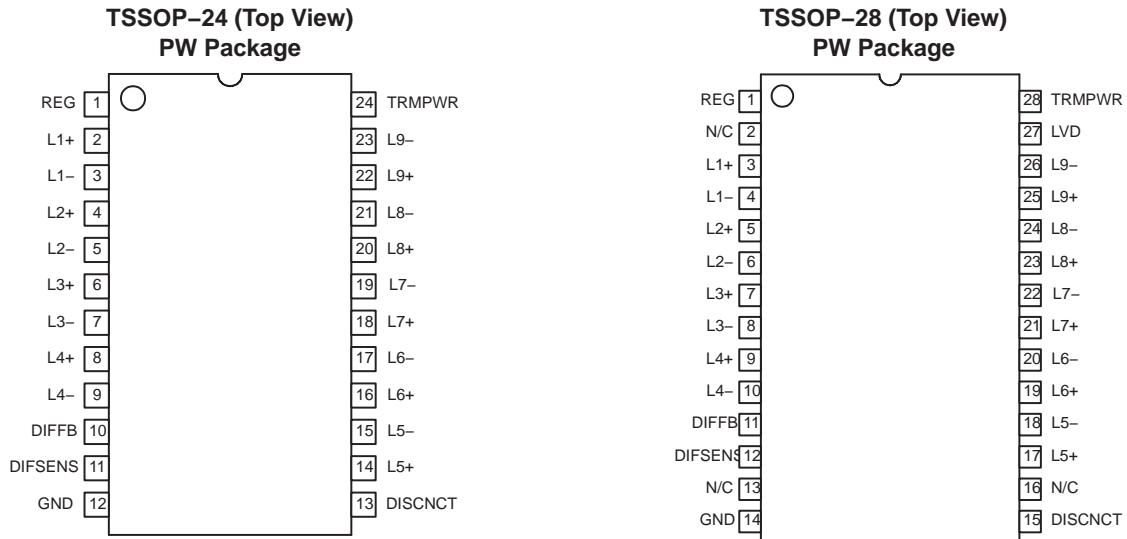 TSSOP−24 (Top View)
PW Package
REG 1
L1+ 2
L1− 3
L2+ 4
L2− 5
L3+ 6
L3− 7
L4+ 8
L4− 9
DIFFB 10
DIFSENS 11
GND 12
24 TRMPWR
23 L9−
22 L9+
21 L8−
20 L8+
19 L7−
18 L7+
17 L6−
16 L6+
15 L5−
14 L5+
13 DISCNCT
TSSOP−28 (Top View)
PW Package
REG 1
N/C 2
L1+ 3
L1− 4
L2+ 5
L2− 6
L3+ 7
L3− 8
L4+ 9
L4− 10
DIFFB 11
DIFSENS 12
N/C 13
GND 14
28 TRMPWR
27 LVD
26 L9−
25 L9+
24 L8−
23 L8+
22 L7−
21 L7+
20 L6−
19 L6+
18 L5−
17 L5+
16 N/C
15 DISCNCT